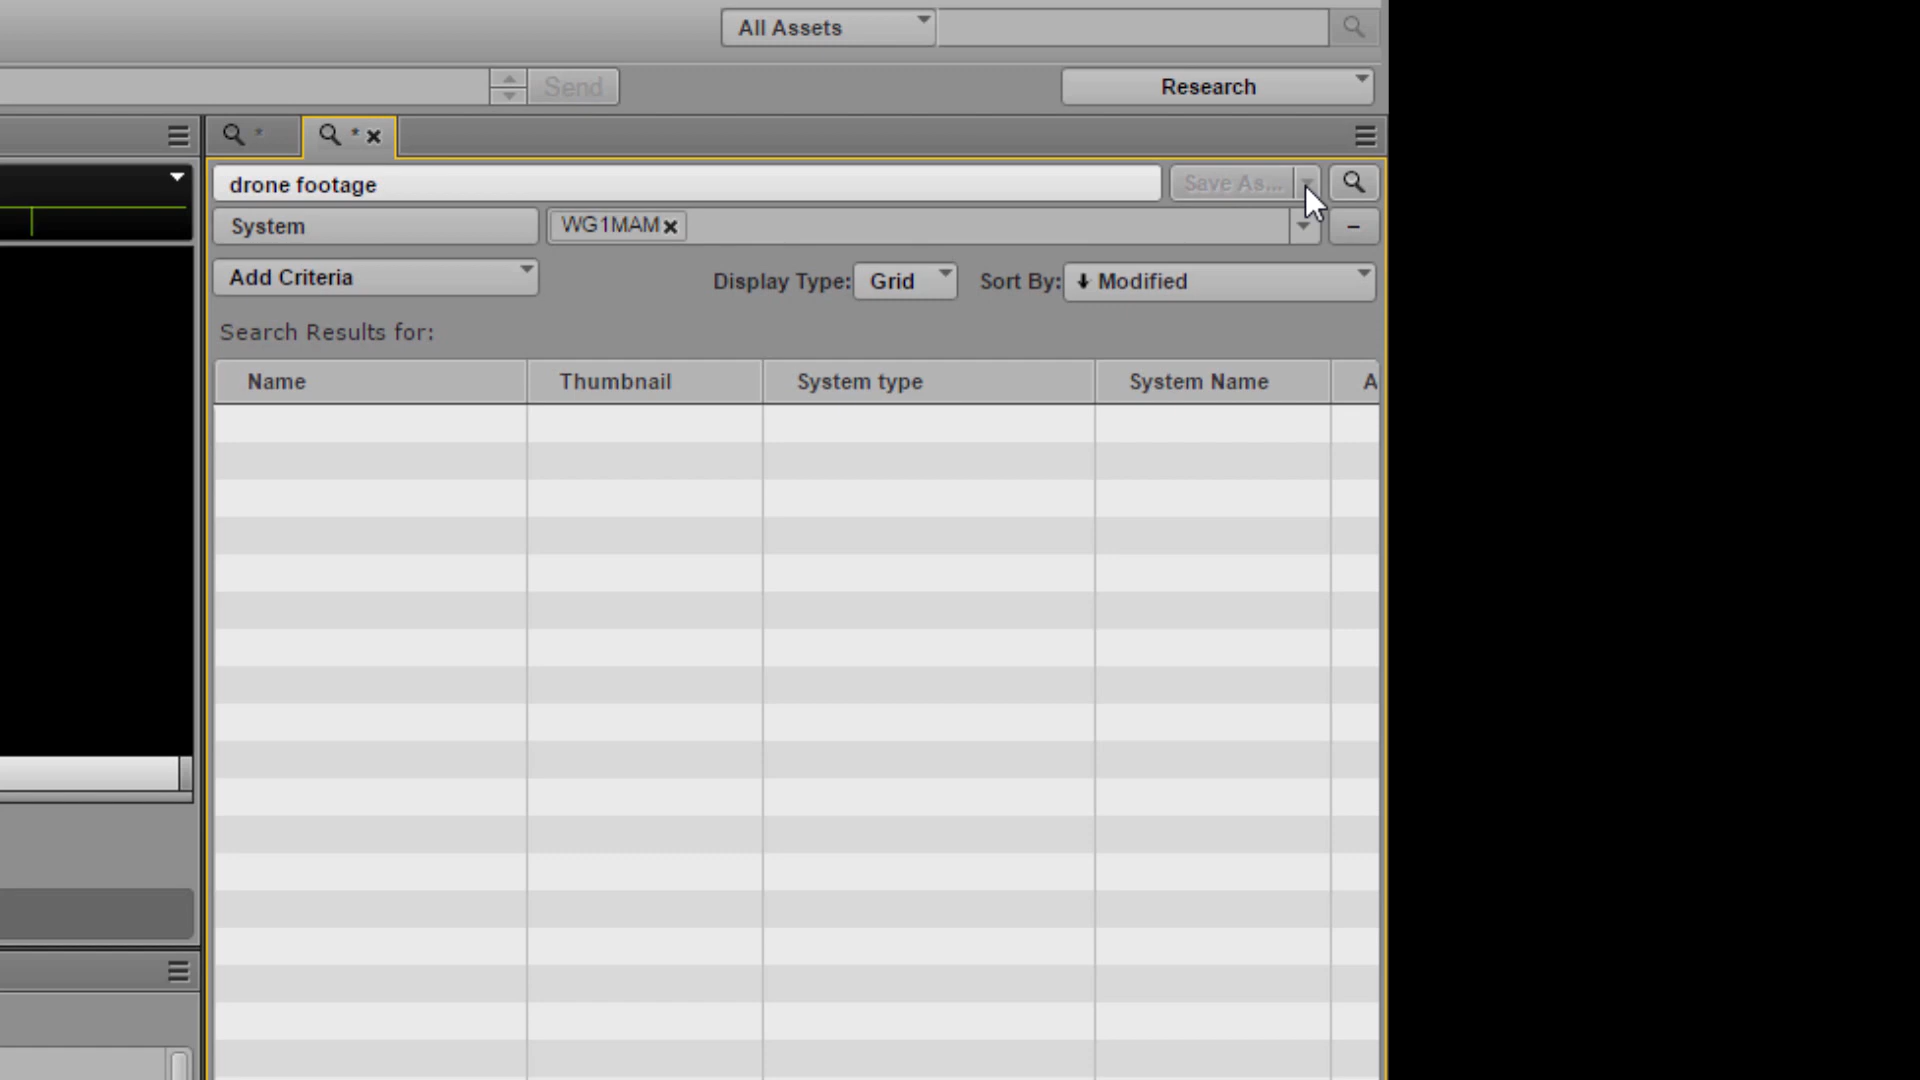 All Assets
Send
Research
*
*
drone footage
Save As...
System
WG1MAM
Add Criteria
Display Type: Grid
Sort By: Modified
Search Results for:
Name Thumbnail System type System Name A